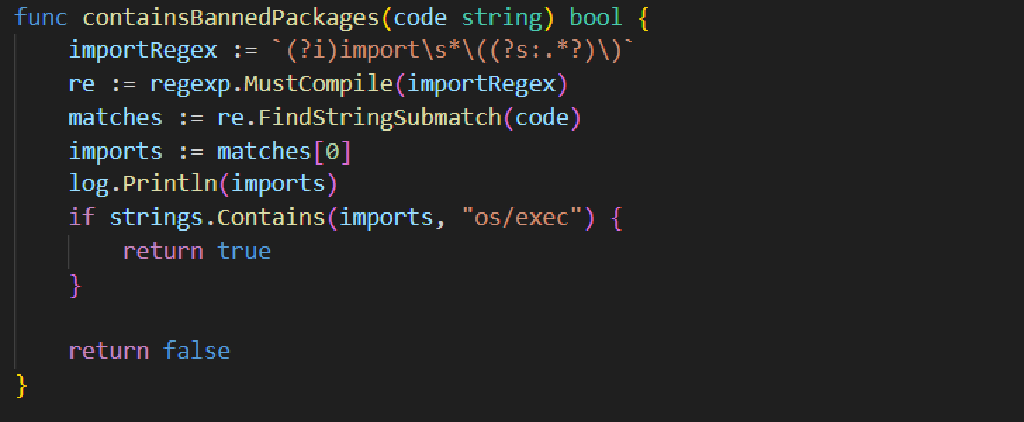 func containsBannedPackages(code string) bool {
    importRegex := `(?i)import\s*\((?s:.*?)\)`
    re := regexp.MustCompile(importRegex)
    matches := re.FindStringSubmatch(code)
    imports := matches[0]
    log.Println(imports)
    if strings.Contains(imports, "os/exec") {
        return true
    }

    return false
}